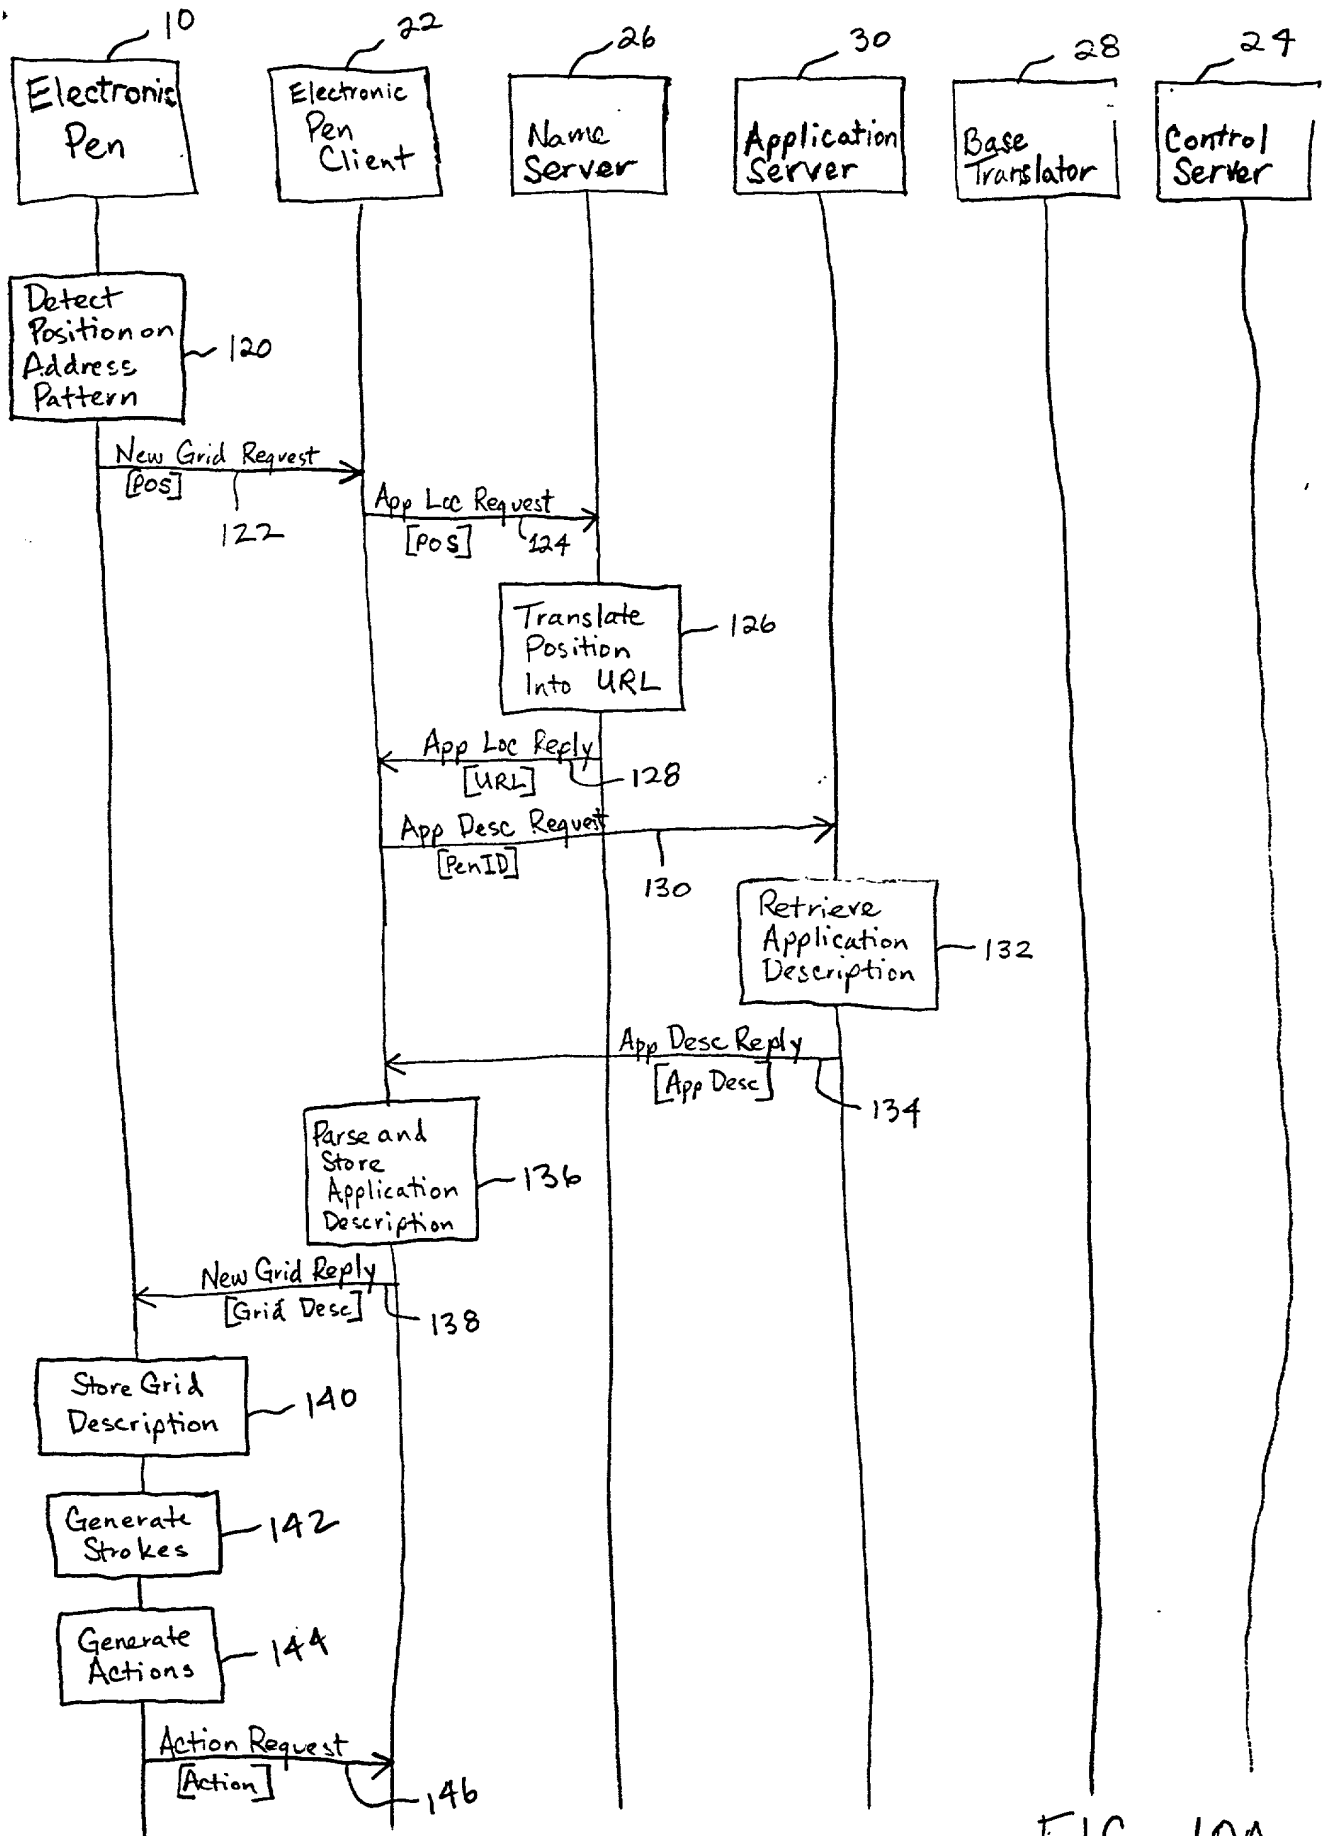 10
22
26
30
28
24
Electronic
Pen
Electronic
Pen
Client
Name
Server
Application
Server
Base
Translator
Control
Server
Detect
Position on
Address
Pattern
120
New Grid Request
[POS]
122
App Loc Request
[POS]
124
Translate
Position
Into URL
126
App Loc Reply
[URL]
128
App Desc Request
[PenID]
130
Retrieve
Application
Description
132
App Desc Reply
[App Desc]
134
Parse and
Store
Application
Description
136
New Grid Reply
[Grid Desc]
138
Store Grid
Description
140
Generate
Strokes
142
Generate
Actions
144
Action Request
[Action]
146
FIG. 10A